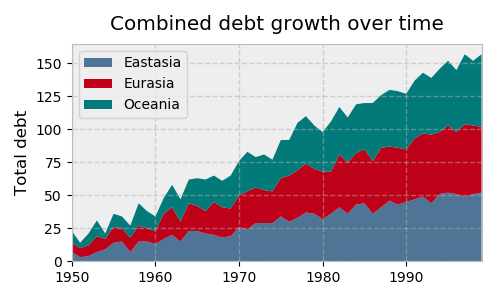 Combined debt growth over time
Eastasia
Eurasia
Oceania
Total debt
150
125
100
75
50
25
0
1950
1960
1970
1980
1990